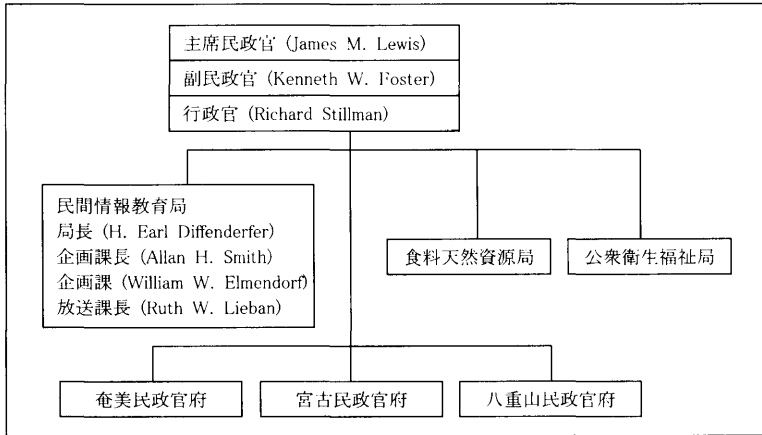 主席民政官 (James M. Lewis)
副民政官 (Kenneth W. Foster)
行政官 (Richard Stillman)
民間情報教育局
局長 (H. Earl Diffenderfer)
企画課長 (Allan H. Smith)
企画課 (William W. Elmendorf)
放送課長 (Ruth W. Lieban)
食料天然資源局
公衆衛生福祉局
奄美民政官府
宮古民政官府
八重山民政官府